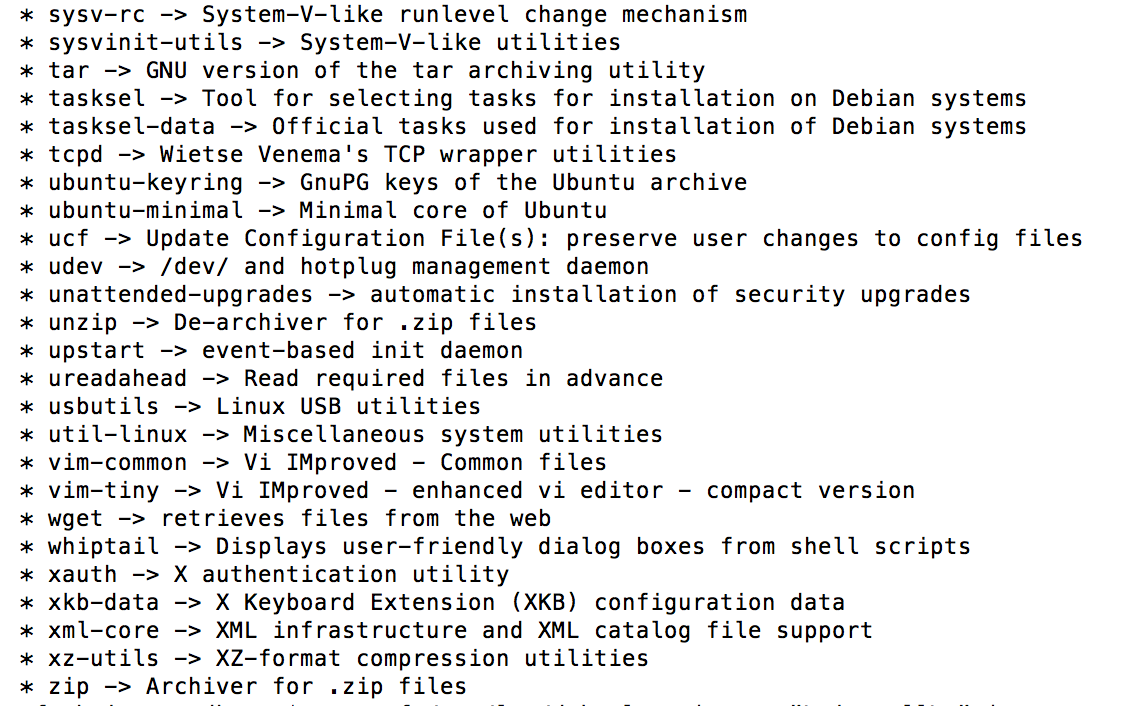 * sysv-rc -> System-V-like runlevel change mechanism
* sysvinit-utils -> System-V-like utilities
* tar -> GNU version of the tar archiving utility
* tasksel -> Tool for selecting tasks for installation on Debian systems
* tasksel-data -> Official tasks used for installation of Debian systems
* tcpd -> Wietse Venema's TCP wrapper utilities
* ubuntu-keyring -> GnuPG keys of the Ubuntu archive
* ubuntu-minimal -> Minimal core of Ubuntu
* ucf -> Update Configuration File(s): preserve user changes to config files
* udev -> /dev/ and hotplug management daemon
* unattended-upgrades -> automatic installation of security upgrades
* unzip -> De-archiver for .zip files
* upstart -> event-based init daemon
* ureadahead -> Read required files in advance
* usbutils -> Linux USB utilities
* util-linux -> Miscellaneous system utilities
* vim-common -> Vi IMproved - Common files
* vim-tiny -> Vi IMproved - enhanced vi editor - compact version
* wget -> retrieves files from the web
* whiptail -> Displays user-friendly dialog boxes from shell scripts
* xauth -> X authentication utility
* xkb-data -> X Keyboard Extension (XKB) configuration data
* xml-core -> XML infrastructure and XML catalog file support
* xz-utils -> XZ-format compression utilities
* zip -> Archiver for .zip files